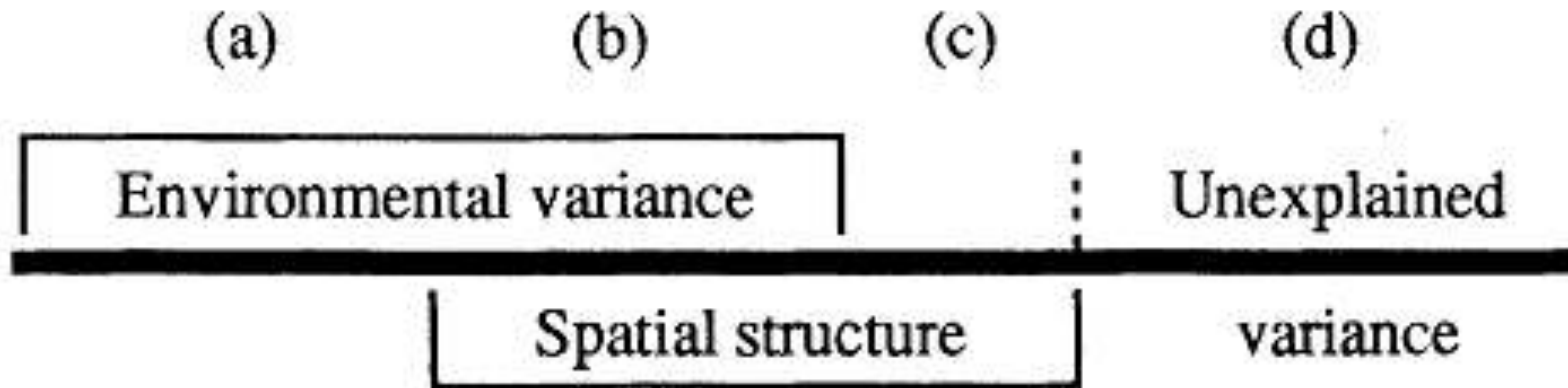 (a) (b) (c) (d)
Environmental variance Unexplained
Spatial structure variance